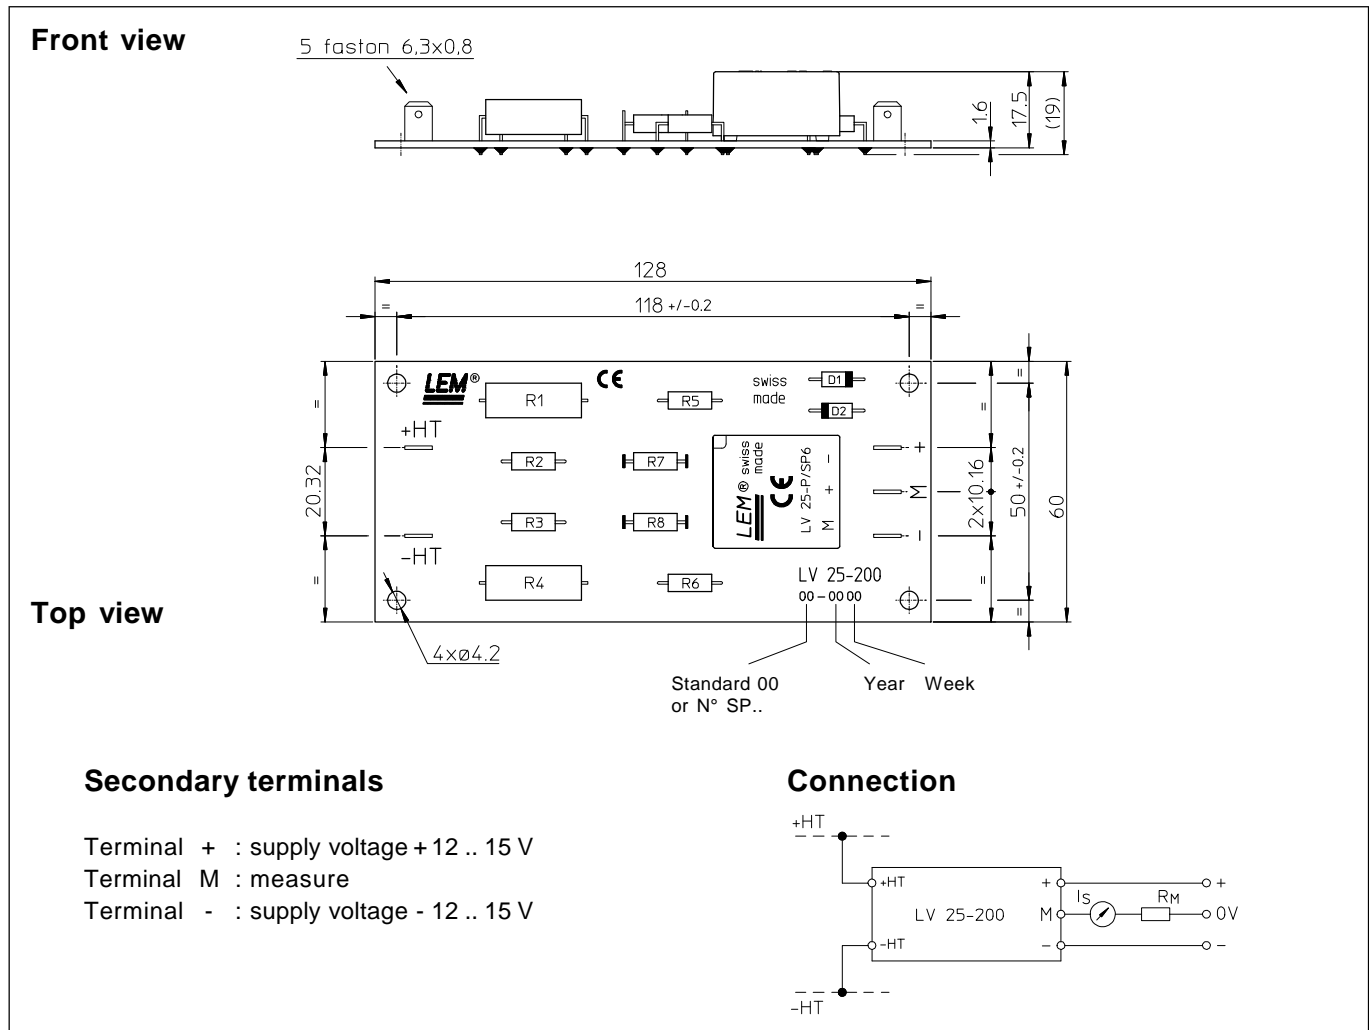 Front view
5 faston 6,3x0,8
1.6
17.5
(19)
128
118 +/-0.2
=
=
LEM®
CE
swiss
made
D1
D2
R1
R5
+HT
R2
R7
R3
R8
-HT
R4
R6
LEM ® swiss
made
CE
LV 25-P/SP6
M + -
+
M
-
LV 25-200
00-00 00
=
20.32
=
=
2x10.16
=
=
50 +/-0.2
=
60
Top view
4xø4.2
Standard 00
or N° SP..
Year
Week
Secondary terminals
Terminal + : supply voltage + 12 .. 15 V
Terminal M : measure
Terminal - : supply voltage - 12 .. 15 V
Connection
+HT
+HT
+
+
LV 25-200
M
IS
RM
0V
-HT
-
-
-HT